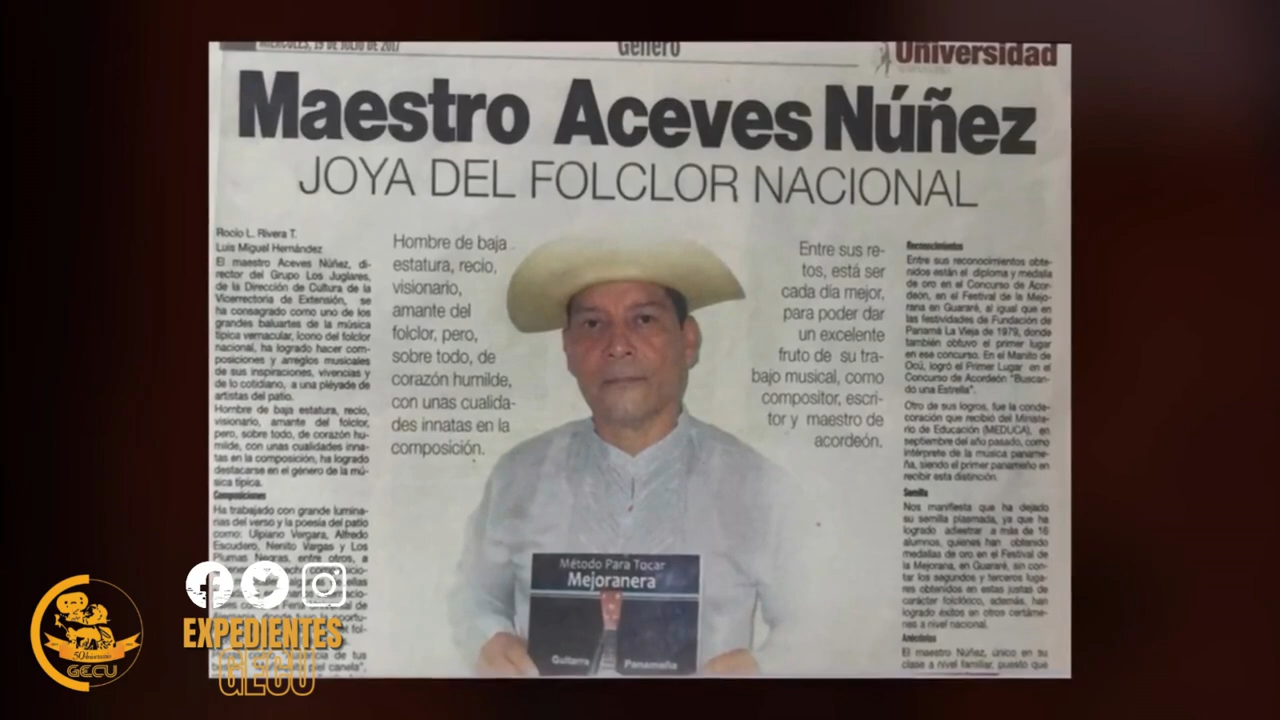 MIÉRCOLES, 19 DE JULIO DE 2017
Género
Universidad
Maestro Aceves Núñez
JOYA DEL FOLCLOR NACIONAL
Rocío L. Rivera T.
Luis Miguel Hernández
El maestro Aceves Núñez, di-
rector del Grupo Los Juglares,
de la Dirección de Cultura de la
Vicerrectoría de Extensión, se
ha consagrado como uno de los
grandes baluartes de la música
típica vernacular, ícono del folclor
nacional, ha logrado hacer com-
posiciones y arreglos musicales
de sus inspiraciones, vivencias y
de lo cotidiano, a una pléyade de
artistas del patio.
Hombre de baja estatura, recio,
visionario, amante del folclor,
pero, sobre todo, de corazón hu-
milde, con unas cualidades inna-
tas en la composición, ha logrado
destacarse en el género de la mú-
sica típica.
Composiciones
Ha trabajado con grande lumina-
rias del verso y la poesía del patio
como: Ulpiano Vergara, Alfredo
Escudero, Nenito Vargas y Los
Plumas Negras, entre otros, a
Hombre de baja
estatura, recio,
visionario,
amante del
folclor, pero,
sobre todo, de
corazón humilde,
con unas cualida-
des innatas en la
composición.
Método Para Tocar
Mejoranera
Guitarra Panameña
Entre sus re-
tos, está ser
cada día mejor,
para poder dar
un excelente
fruto de su tra-
bajo musical, como
compositor, escri-
tor y maestro de
acordeón.
Reconocimientos
Entre sus reconocimientos obte-
nidos están el diploma y medalla
de oro en el Concurso de Acor-
deón, en el Festival de la Mejo-
rana en Guararé, al igual que en
las festividades de Fundación de
Panamá La Vieja de 1979, donde
también obtuvo el primer lugar
en ese concurso. En el Manito de
Ocú, logró el Primer Lugar en el
Concurso de Acordeón "Buscan-
do una Estrella".
Otro de sus logros, fue la conde-
coración que recibió del Ministe-
rio de Educación (MEDUCA), en
septiembre del año pasado, como
intérprete de la musica paname-
ña, siendo el primer panameño en
recibir esta distinción.
Semilla
Nos manifiesta que ha dejado
su semilla plasmada, ya que ha
logrado adiestrar a más de 16
alumnos, quienes han obtenido
medallas de oro en el Festival de
la Mejorana, en Guararé, sin con-
tar los segundos y terceros luga-
res obtenidos en estas justas de
carácter folclórico, además, han
logrado éxitos en otros certáme-
nes a nivel nacional.
Anécdotas
El maestro Núñez, único en su
clase a nivel familiar, puesto que
50 Aniversario
GECU
EXPEDIENTES
GECU